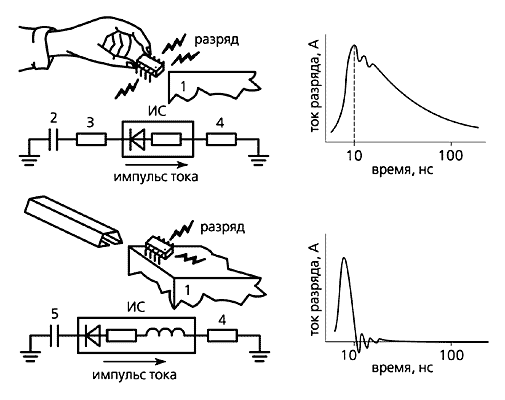 разряд
1
ИС
2
3
4
импульс тока
ток разряда, А
10
100
время, нс
разряд
1
ИС
5
4
импульс тока
ток разряда, А
10
100
время, нс